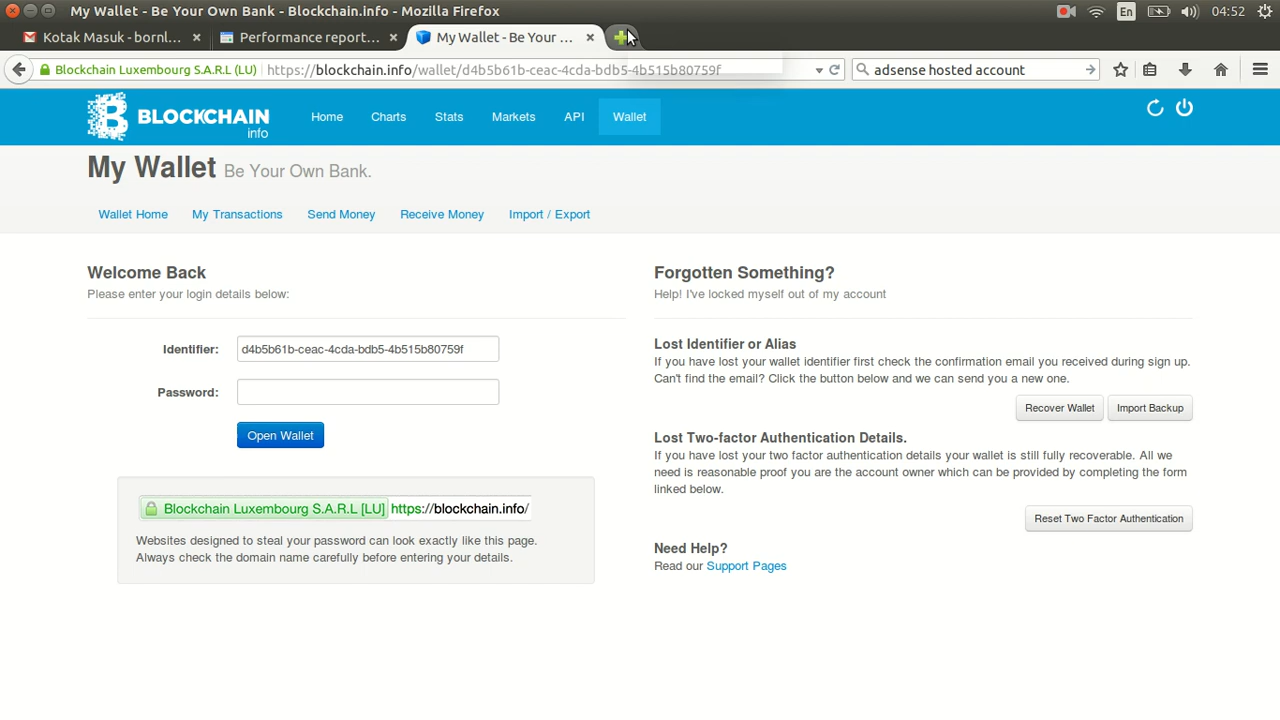 My Wallet - Be Your Own Bank - Blockchain.info - Mozilla Firefox
En
04:52
Kotak Masuk - bornl...
Performance report...
My Wallet - Be Your ...
Blockchain Luxembourg S.A.R.L (LU)
https://blockchain.info/wallet/d4b5b61b-ceac-4cda-bdb5-4b515b80759f
adsense hosted account
BLOCKCHAIN
info
Home
Charts
Stats
Markets
API
Wallet
My Wallet Be Your Own Bank.
Wallet Home
My Transactions
Send Money
Receive Money
Import / Export
Welcome Back
Please enter your login details below:
Identifier:
d4b5b61b-ceac-4cda-bdb5-4b515b80759f
Password:
Open Wallet
Blockchain Luxembourg S.A.R.L [LU] https://blockchain.info/
Websites designed to steal your password can look exactly like this page.
Always check the domain name carefully before entering your details.
Forgotten Something?
Help! I've locked myself out of my account
Lost Identifier or Alias
If you have lost your wallet identifier first check the confirmation email you received during sign up.
Can't find the email? Click the button below and we can send you a new one.
Recover Wallet
Import Backup
Lost Two-factor Authentication Details.
If you have lost your two factor authentication details your wallet is still fully recoverable. All we
need is reasonable proof you are the account owner which can be provided by completing the form
linked below.
Reset Two Factor Authentication
Need Help?
Read our Support Pages